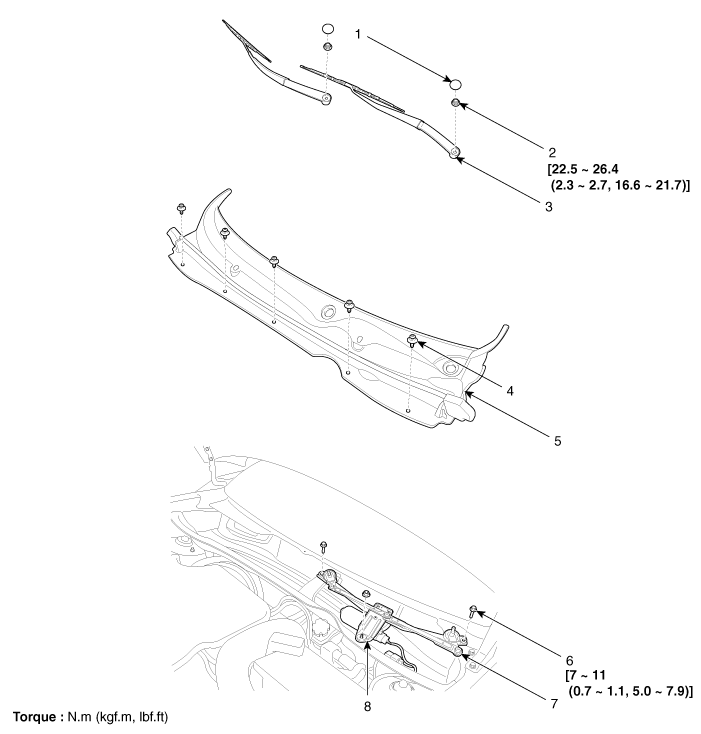 1
2
[22.5 ~ 26.4
(2.3 ~ 2.7, 16.6 ~ 21.7)]
3
4
5
6
[7 ~ 11
(0.7 ~ 1.1, 5.0 ~ 7.9)]
7
8
Torque : N.m (kgf.m, lbf.ft)